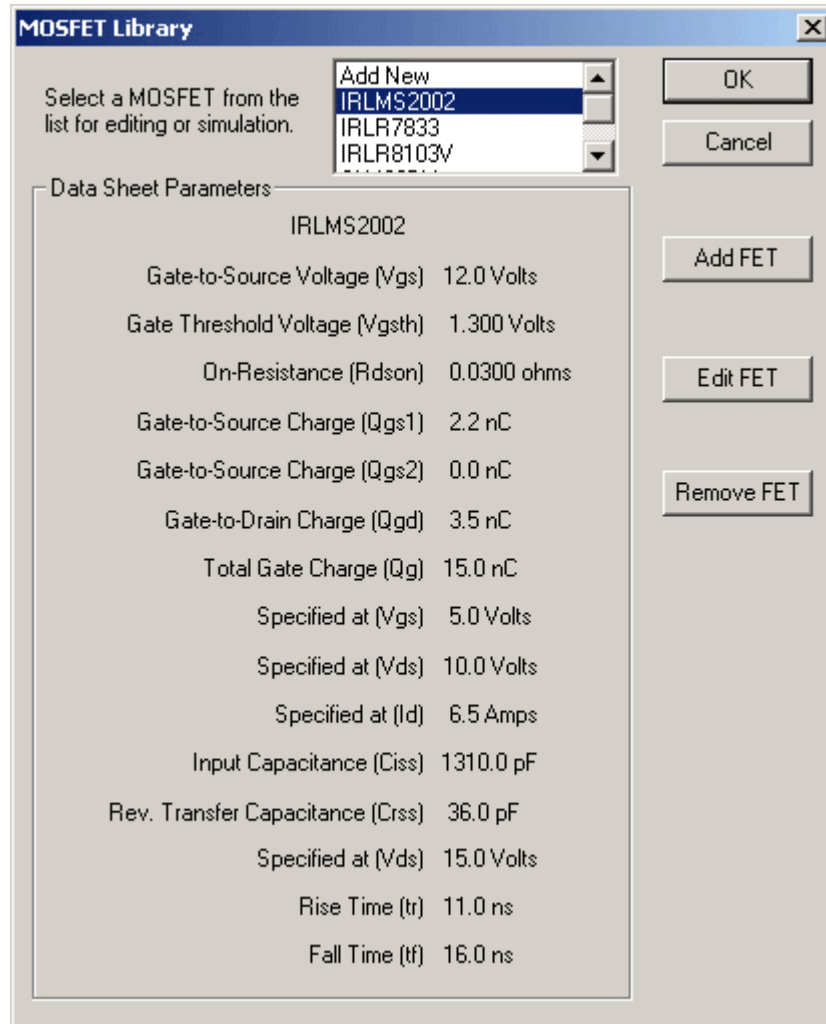 MOSFET Library
Select a MOSFET from the
list for editing or simulation.
Add New
IRLMS2002
IRLR7833
IRLR8103V
OK
Cancel
Data Sheet Parameters
IRLMS2002
Gate-to-Source Voltage (Vgs) 12.0 Volts
Gate Threshold Voltage (Vgsth) 1.300 Volts
On-Resistance (Rdson) 0.0300 ohms
Gate-to-Source Charge (Qgs1) 2.2 nC
Gate-to-Source Charge (Qgs2) 0.0 nC
Gate-to-Drain Charge (Qgd) 3.5 nC
Total Gate Charge (Qg) 15.0 nC
Specified at (Vgs) 5.0 Volts
Specified at (Vds) 10.0 Volts
Specified at (Id) 6.5 Amps
Input Capacitance (Ciss) 1310.0 pF
Rev. Transfer Capacitance (Crss) 36.0 pF
Specified at (Vds) 15.0 Volts
Rise Time (tr) 11.0 ns
Fall Time (tf) 16.0 ns
Add FET
Edit FET
Remove FET